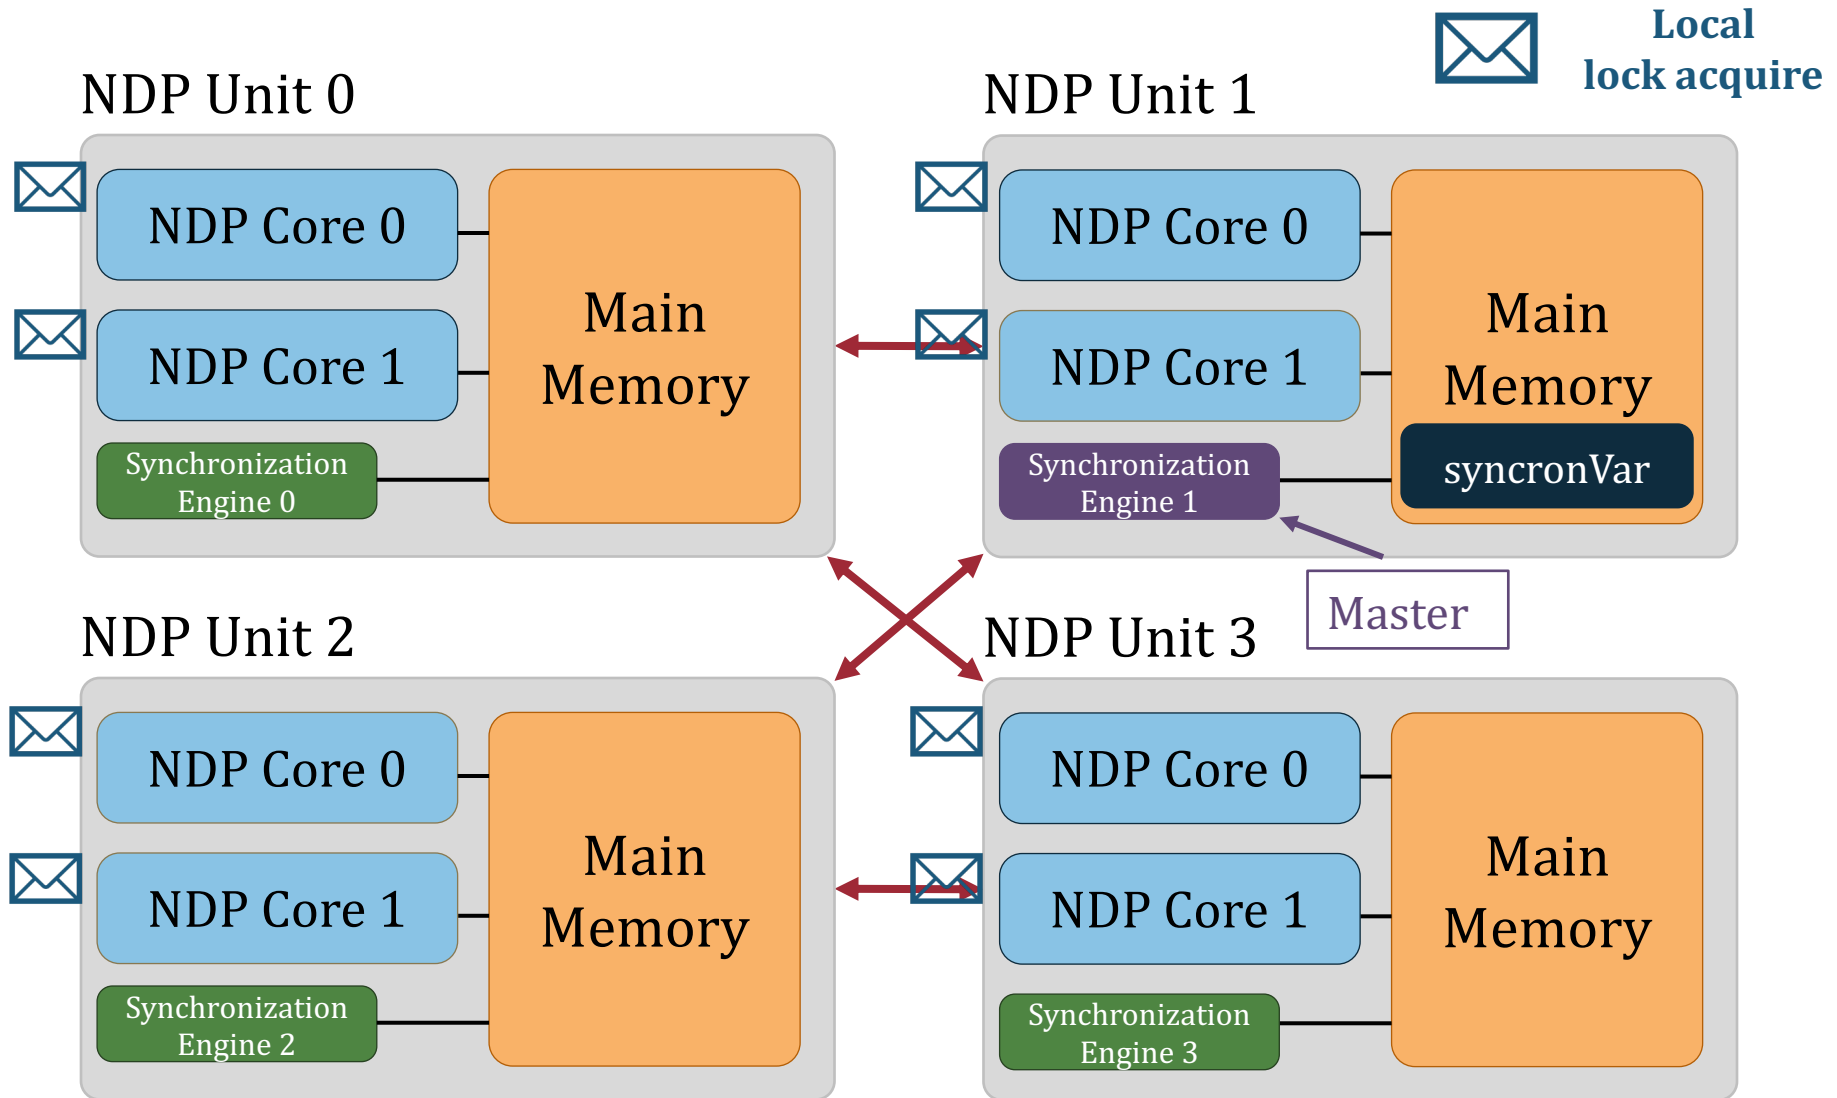 Local
lock acquire
NDP Unit 0
NDP Core 0
NDP Core 1
Synchronization
Engine 0
Main
Memory
NDP Unit 1
NDP Core 0
NDP Core 1
Synchronization
Engine 1
Main
Memory
syncronVar
Master
NDP Unit 2
NDP Core 0
NDP Core 1
Synchronization
Engine 2
Main
Memory
NDP Unit 3
NDP Core 0
NDP Core 1
Synchronization
Engine 3
Main
Memory